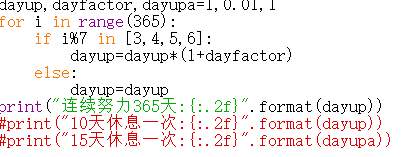 dayup,dayfactor,dayupa=1,0.01,1
for i in range(365):
    if i%7 in [3,4,5,6]:
        dayup=dayup*(1+dayfactor)
    else:
        dayup=dayup
print("连续努力365天:{:.2f}".format(dayup))
#print("10天休息一次:{:.2f}".format(dayup))
#print("15天休息一次:{:.2f}".format(dayupa))